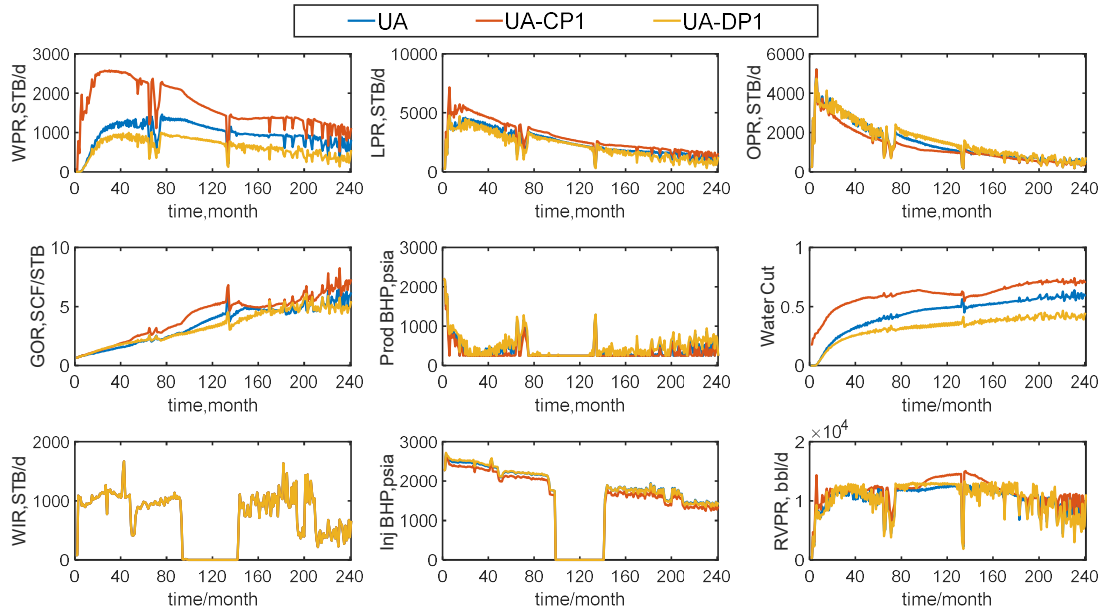 UA UA-CP1 UA-DP1
3000 2000 1000 0
WPR,STB/d
0 40 80 120 160 200 240
time,month
10000 5000 0
LPR,STB/d
0 40 80 120 160 200 240
time,month
6000 4000 2000 0
OPR,STB/d
0 40 80 120 160 200 240
time,month
10 5 0
GOR,SCF/STB
0 40 80 120 160 200 240
time,month
3000 2000 1000 0
Prod BHP,psia
0 40 80 120 160 200 240
time,month
1 0.5 0
Water Cut
0 40 80 120 160 200 240
time/month
2000 1000 0
WIR,STB/d
0 40 80 120 160 200 240
time/month
3000 2000 1000 0
Inj BHP,psia
0 40 80 120 160 200 240
time/month
×10⁴
2 1 0
RVPR, bbl/d
0 40 80 120 160 200 240
time/month